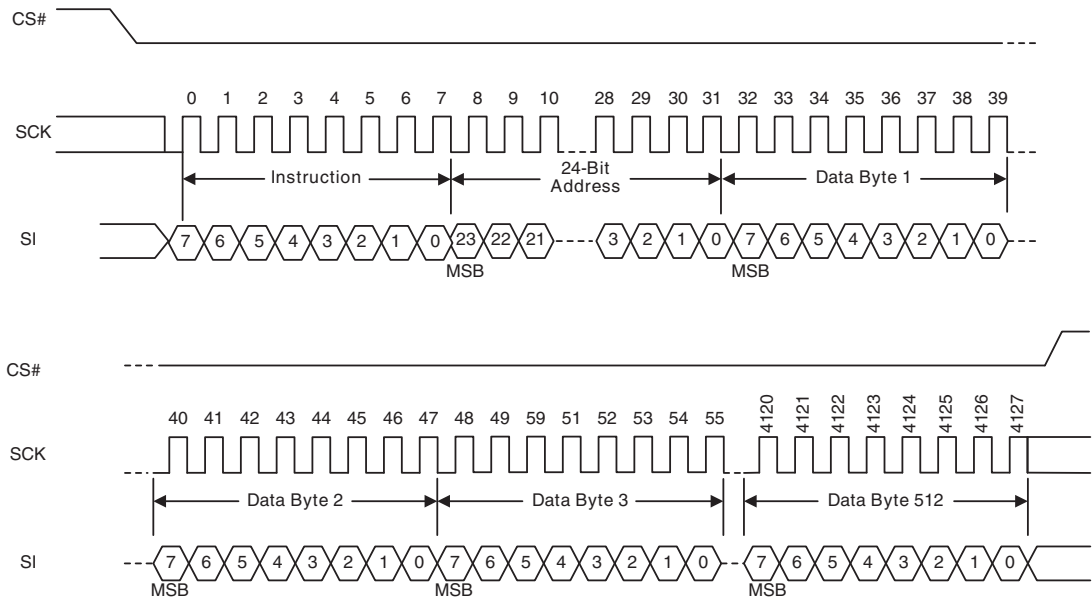 CS#
0 1 2 3 4 5 6 7 8 9 10 28 29 30 31 32 33 34 35 36 37 38 39
SCK
Instruction 24-Bit Address Data Byte 1
SI 7 6 5 4 3 2 1 0 23 22 21 3 2 1 0 7 6 5 4 3 2 1 0
MSB MSB
CS#
40 41 42 43 44 45 46 47 48 49 59 51 52 53 54 55 4120 4121 4122 4123 4124 4125 4126 4127
SCK
Data Byte 2 Data Byte 3 Data Byte 512
SI 7 6 5 4 3 2 1 0 7 6 5 4 3 2 1 0 7 6 5 4 3 2 1 0
MSB MSB MSB